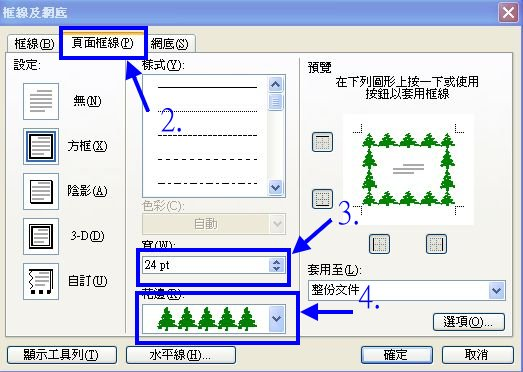 框線及網底
框線(B)
頁面框線(P)
網底(S)
設定:
無(N)
方框(X)
陰影(A)
3-D(D)
自訂(U)
2.
樣式(Y):
色彩(C):
自動
3.
寬(W):
24 pt
花邊(R):
4.
預覽
在下列圖形上按一下或使用
按鈕以套用框線
套用至(L):
整份文件
選項(O)...
顯示工具列(T)
水平線(H)...
確定
取消